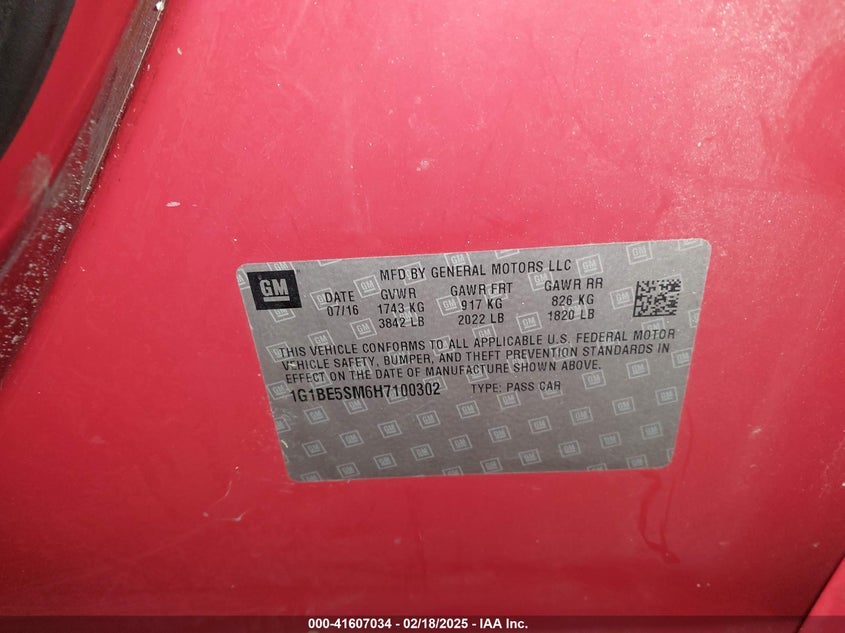 GM
MFD BY GENERAL MOTORS LLC
DATE GVWR GAWR FRT GAWR RR
07/16 1743 KG 917 KG 826 KG
3842 LB 2022 LB 1820 LB
THIS VEHICLE CONFORMS TO ALL APPLICABLE U.S. FEDERAL MOTOR
VEHICLE SAFETY, BUMPER, AND THEFT PREVENTION STANDARDS IN
EFFECT ON THE DATE OF MANUFACTURE SHOWN ABOVE.
1G1BE5SM6H7100302 TYPE: PASS CAR
000-41607034 - 02/18/2025 - IAA Inc.